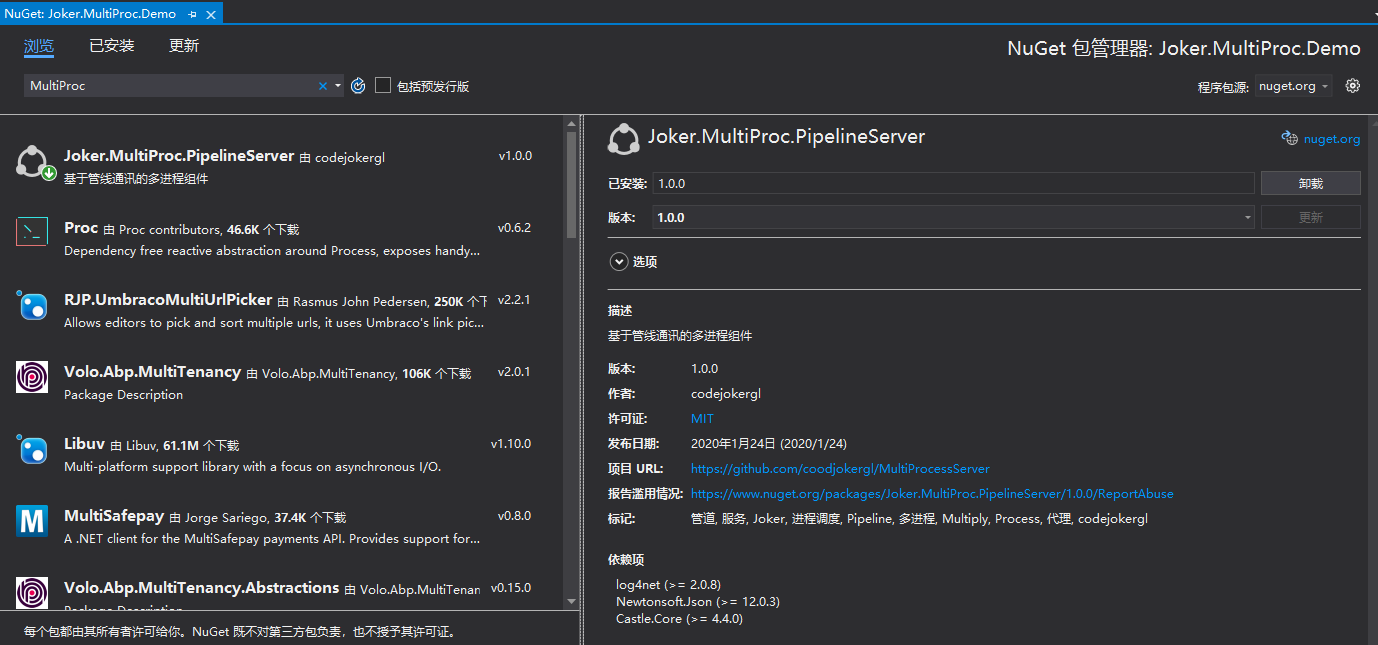 NuGet: Joker.MultiProc.Demo
浏览 已安装 更新
NuGet 包管理器: Joker.MultiProc.Demo
MultiProc
包括预发行版
程序包源: nuget.org
Joker.MultiProc.PipelineServer 由 codejokergl v1.0.0
基于管线通讯的多进程组件
Proc 由 Proc contributors, 46.6K 个下载 v0.6.2
Dependency free reactive abstraction around Process, exposes handy...
RJP.UmbracoMultiUrlPicker 由 Rasmus John Pedersen, 250K 个下 v2.2.1
Allows editors to pick and sort multiple urls, it uses Umbraco's link pic...
Volo.Abp.MultiTenancy 由 Volo.Abp.MultiTenancy, 106K 个下载 v2.0.1
Package Description
Libuv 由 Libuv, 61.1M 个下载 v1.10.0
Multi-platform support library with a focus on asynchronous I/O.
MultiSafepay 由 Jorge Sariego, 37.4K 个下载 v0.8.0
A .NET client for the MultiSafepay payments API. Provides support for...
Volo.Abp.MultiTenancy.Abstractions 由 Volo.Abp.MultiTenan v0.15.0
Package Description
每个包都由其所有者许可给你。NuGet 既不对第三方包负责，也不授予其许可证。
Joker.MultiProc.PipelineServer
nuget.org
已安装: 1.0.0 卸载
版本: 1.0.0 更新
选项
描述
基于管线通讯的多进程组件
版本: 1.0.0
作者: codejokergl
许可证: MIT
发布日期: 2020年1月24日 (2020/1/24)
项目 URL: https://github.com/coodjokergl/MultiProcessServer
报告滥用情况: https://www.nuget.org/packages/Joker.MultiProc.PipelineServer/1.0.0/ReportAbuse
标记: 管道, 服务, Joker, 进程调度, Pipeline, 多进程, Multiply, Process, 代理, codejokergl
依赖项
log4net (>= 2.0.8)
Newtonsoft.Json (>= 12.0.3)
Castle.Core (>= 4.4.0)